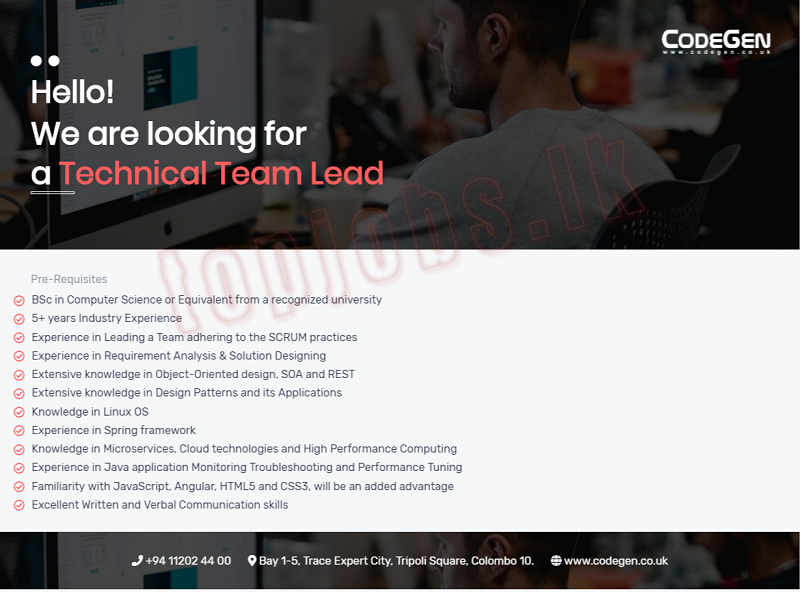 CODEGEN
www.codegen.co.uk
Hello!
We are looking for
a Technical Team Lead
topjobs.lk
Pre-Requisites
BSc in Computer Science or Equivalent from a recognized university
5+ years Industry Experience
Experience in Leading a Team adhering to the SCRUM practices
Experience in Requirement Analysis & Solution Designing
Extensive knowledge in Object-Oriented design, SOA and REST
Extensive knowledge in Design Patterns and its Applications
Knowledge in Linux OS
Experience in Spring framework
Knowledge in Microservices, Cloud technologies and High Performance Computing
Experience in Java application Monitoring Troubleshooting and Performance Tuning
Familiarity with JavaScript, Angular, HTML5 and CSS3, will be an added advantage
Excellent Written and Verbal Communication skills
+94 11202 44 00 Bay 1-5, Trace Expert City, Tripoli Square, Colombo 10. www.codegen.co.uk